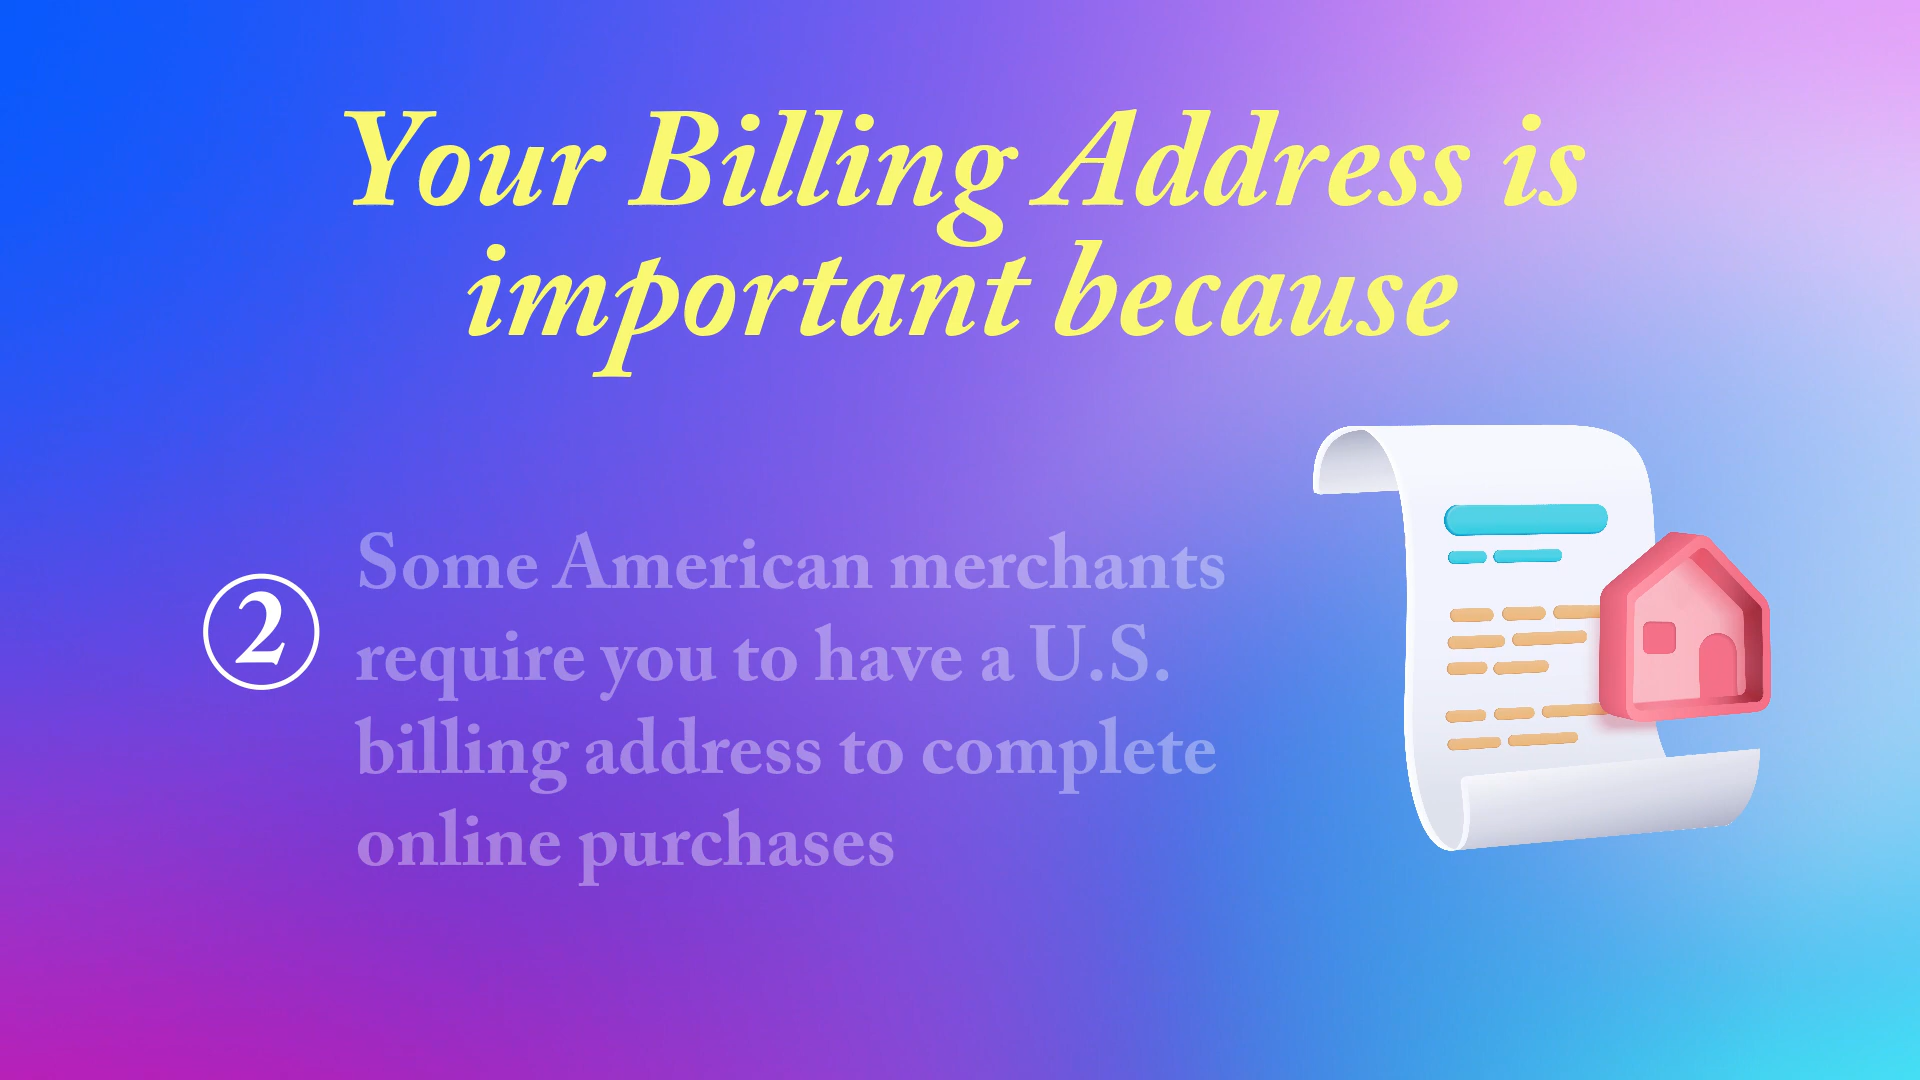 Your Billing Address is
important because
2
Some American merchants
require you to have a U.S.
billing address to complete
online purchases